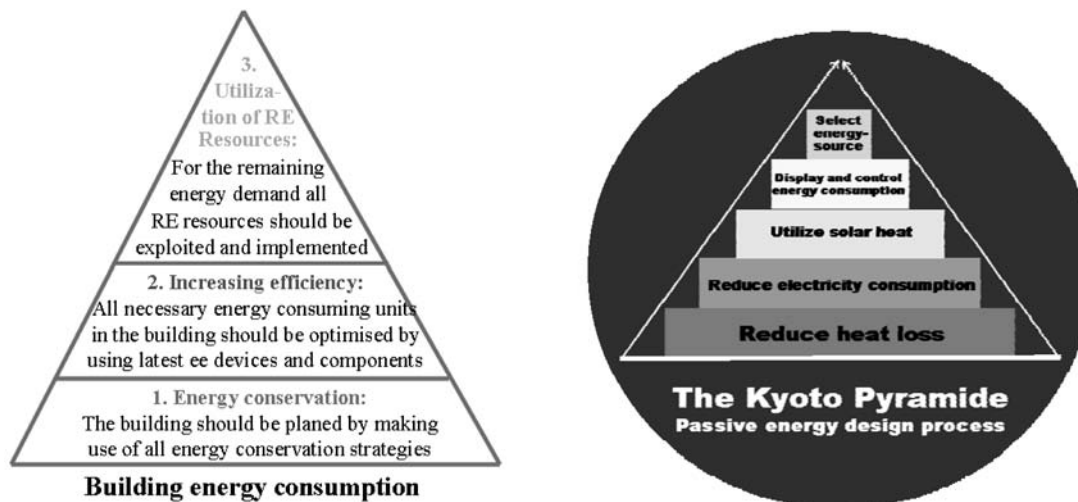 3.
Utiliza-
tion of RE
Resources:
For the remaining
energy demand all
RE resources should be
exploited and implemented
2. Increasing efficiency:
All necessary energy consuming units
in the building should be optimised by
using latest ee devices and components
1. Energy conservation:
The building should be planed by making
use of all energy conservation strategies
Building energy consumption
Select
energy-
source
Display and control
energy consumption
Utilize solar heat
Reduce electricity consumption
Reduce heat loss
The Kyoto Pyramide
Passive energy design process